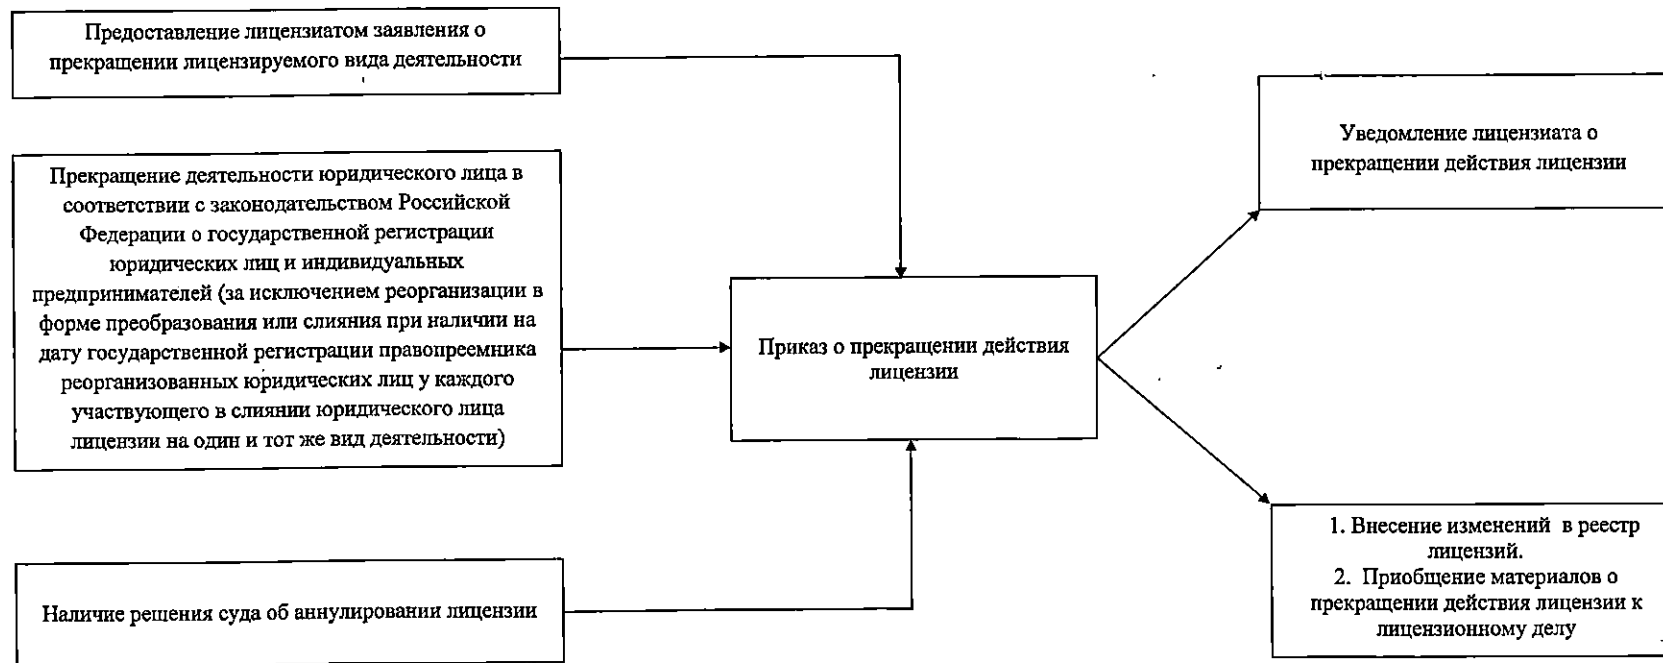 Предоставление лицензиатом заявления о
прекращении лицензируемого вида деятельности
Прекращение деятельности юридического лица в
соответствии с законодательством Российской
Федерации о государственной регистрации
юридических лиц и индивидуальных
предпринимателей (за исключением реорганизации в
форме преобразования или слияния при наличии на
дату государственной регистрации правопреемника
реорганизованных юридических лиц у каждого
участвующего в слиянии юридического лица
лицензии на один и тот же вид деятельности)
Наличие решения суда об аннулировании лицензии
Приказ о прекращении действия
лицензии
Уведомление лицензиата о
прекращении действия лицензии
1. Внесение изменений в реестр
лицензий.
2. Приобщение материалов о
прекращении действия лицензии к
лицензионному делу